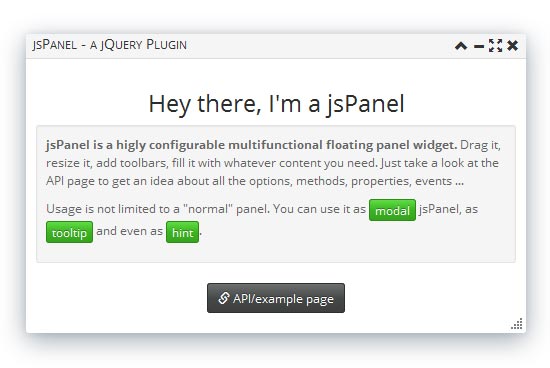 jsPanel - a jQuery Plugin
Hey there, I'm a jsPanel
jsPanel is a higly configurable multifunctional floating panel widget. Drag it,
resize it, add toolbars, fill it with whatever content you need. Just take a look at the
API page to get an idea about all the options, methods, properties, events ...
Usage is not limited to a "normal" panel. You can use it as modal jsPanel, as
tooltip and even as hint.
API/example page